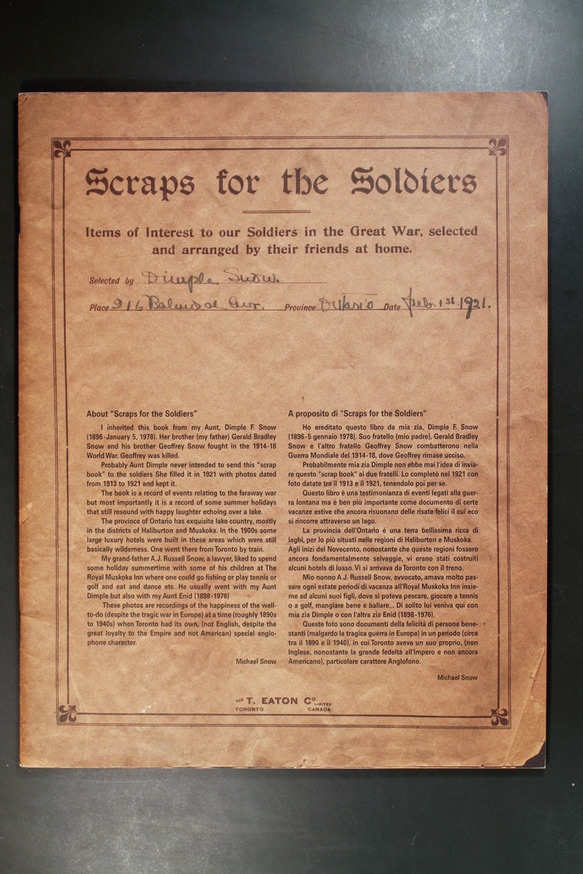 Scraps for the Soldiers
Items of Interest to our Soldiers in the Great War, selected
and arranged by their friends at home.
Selected by Dimple Snow.
Place 216 Balmoral Ave. Province Ontario Date Febr. 1st. 1921.
About "Scraps for the Soldiers"
I inherited this book from my Aunt, Dimple F. Snow
(1896-January 5, 1978). Her brother (my father) Gerald Bradley
Snow and his brother Geoffrey Snow fought in the 1914-18
World War. Geoffrey was killed.
Probably Aunt Dimple never intended to send this "scrap
book" to the soldiers She filled it in 1921 with photos dated
from 1913 to 1921 and kept it.
The book is a record of events relating to the faraway war
but most importantly it is a record of some summer holidays
that still resound with happy laughter echoing over a lake.
The province of Ontario has exquisite lake country, mostly
in the districts of Haliburton and Muskoka. In the 1900s some
large luxury hotels were built in these areas which were still
basically wilderness. One went there from Toronto by train.
My grand-father A.J. Russell Snow, a lawyer, liked to spend
some holiday summertime with some of his children at The
Royal Muskoka Inn where one could go fishing or play tennis or
golf and eat and dance etc. He usually went with my Aunt
Dimple but also with my Aunt Enid (1898-1976)
These photos are recordings of the happiness of the well-
to-do (despite the tragic war in Europe) at a time (roughly 1890s
to 1940s) when Toronto had its own, (not English, despite the
great loyalty to the Empire and not American) special anglo-
phone character.
Michael Snow
A proposito di "Scraps for the Soldiers"
Ho ereditato questo libro da mia zia, Dimple F. Snow
(1896-5 gennaio 1978). Suo fratello (mio padre), Gerald Bradley
Snow e l'altro fratello Geoffrey Snow combatterono nella
Guerra Mondiale del 1914-18, dove Geoffrey rimase ucciso.
Probabilmente mia zia Dimple non ebbe mai l'idea di invia-
re questo "scrap book" ai due fratelli. Lo completò nel 1921 con
foto datate tra il 1913 e il 1921, tenendolo poi per se.
Questo libro è una testimonianza di eventi legati alla guer-
ra lontana ma è ben più importante come documento di certe
vacanze estive che ancora risuonano delle risate felici il cui eco
si rincorre attraverso un lago.
La provincia dell'Ontario é una terra bellissima ricca di
laghi, per lo più situati nelle regioni di Haliburton e Muskoka.
Agli inizi del Novecento, nonostante che queste regioni fossero
ancora fondamentalmente selvaggie, vi erano stati costruiti
alcuni hotels di lusso. Vi si arrivava da Toronto con il treno.
Mio nonno A.J. Russell Snow, avvocato, amava molto pas-
sare ogni estate periodi di vacanza all'Royal Muskoka Inn insie-
me ad alcuni suoi figli, dove si poteva pescare, giocare a tennis
o a golf, mangiare bene e ballare... Di solito lui veniva qui con
mia zia Dimple o con l'altra zia Enid (1898-1976).
Queste foto sono documenti della felicità di persone bene-
stanti (malgardo la tragica guerra in Europa) in un periodo (circa
tra il 1890 e il 1940), in cui Toronto aveva un suo proprio, (non
Inglese, nonostante la grande fedeltà all'Impero e non ancora
Americano), particolare carattere Anglofono.
Michael Snow
THE T. EATON CO. LIMITED
TORONTO CANADA